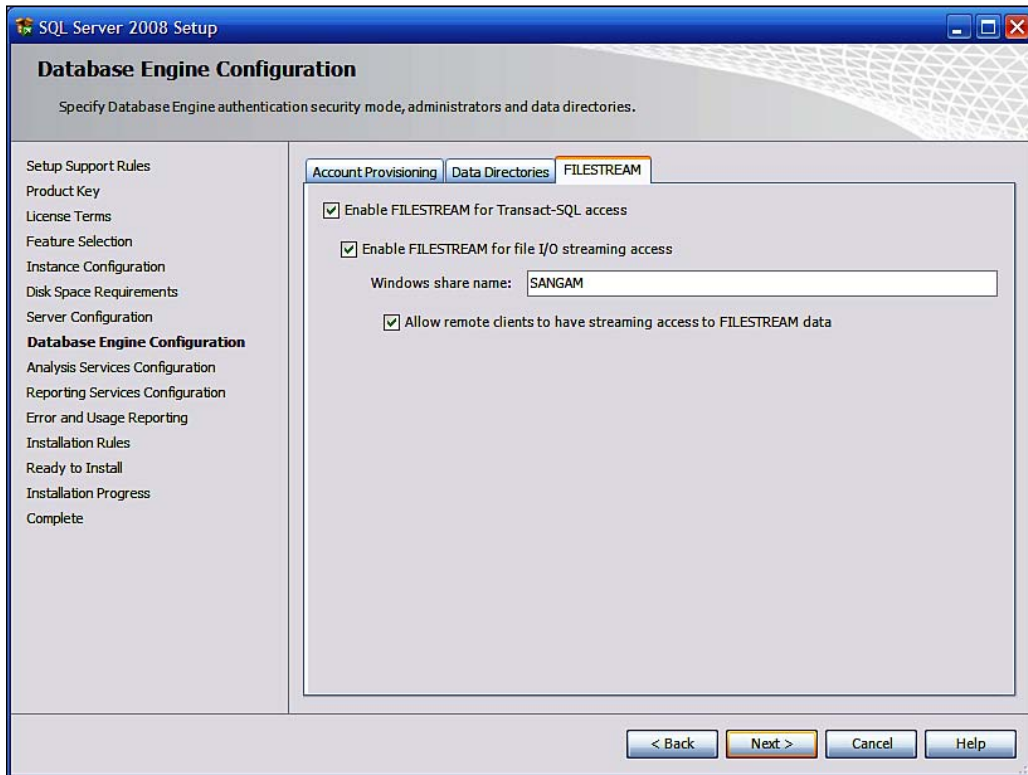 SQL Server 2008 Setup
Database Engine Configuration
Specify Database Engine authentication security mode, administrators and data directories.
Setup Support Rules
Product Key
License Terms
Feature Selection
Instance Configuration
Disk Space Requirements
Server Configuration
Database Engine Configuration
Analysis Services Configuration
Reporting Services Configuration
Error and Usage Reporting
Installation Rules
Ready to Install
Installation Progress
Complete
Account Provisioning Data Directories FILESTREAM
Enable FILESTREAM for Transact-SQL access
Enable FILESTREAM for file I/O streaming access
Windows share name: SANGAM
Allow remote clients to have streaming access to FILESTREAM data
< Back Next > Cancel Help